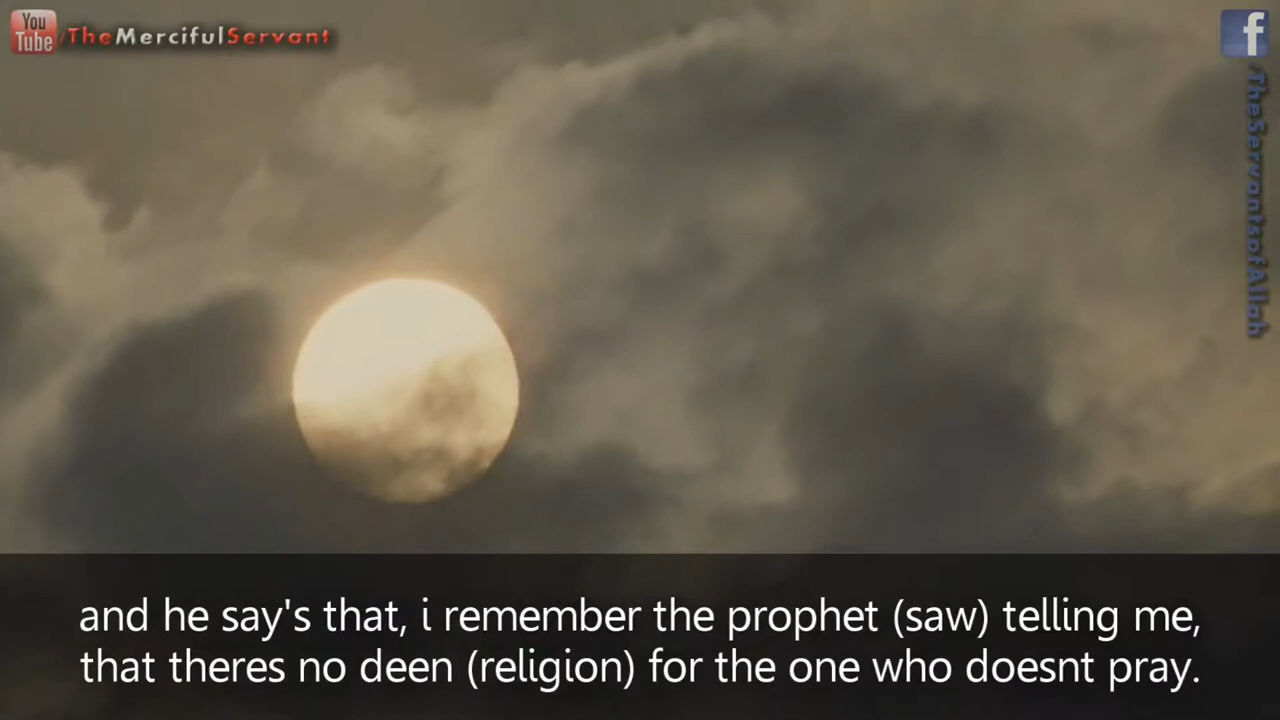 You
Tube
/TheMercifulServant
f
/TheServantsofAllah
and he say's that, i remember the prophet (saw) telling me,
that theres no deen (religion) for the one who doesnt pray.